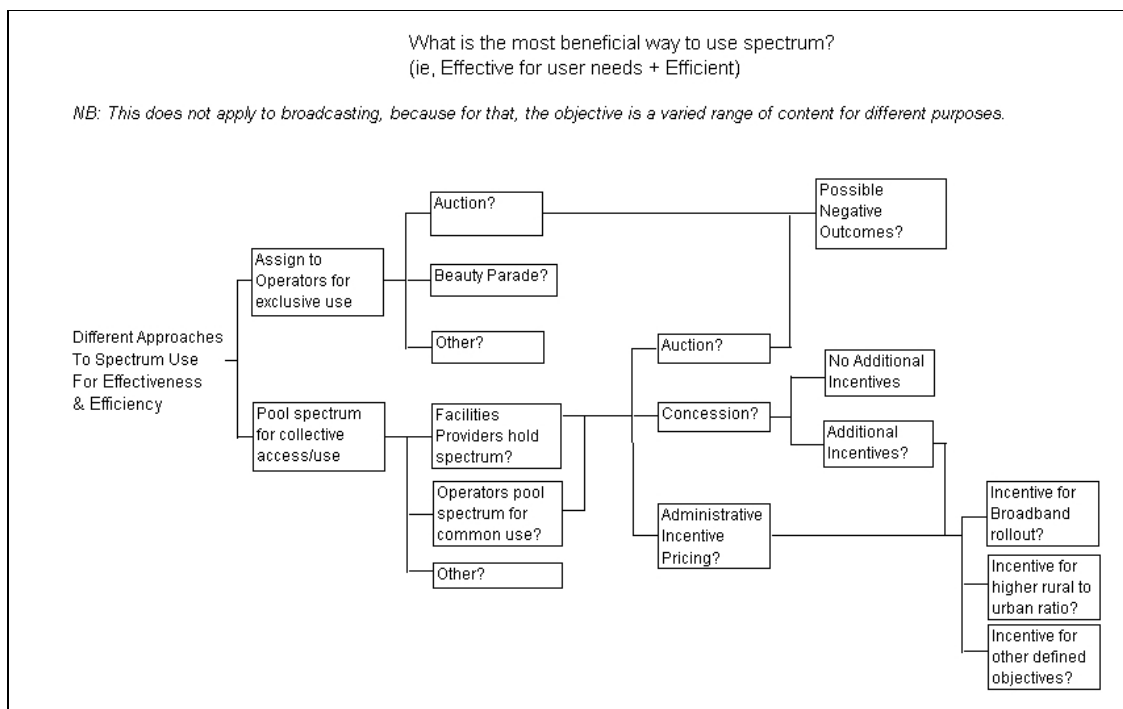 What is the most beneficial way to use spectrum?
(ie, Effective for user needs + Efficient)
NB: This does not apply to broadcasting, because for that, the objective is a varied range of content for different purposes.
Different Approaches
To Spectrum Use
For Effectiveness
& Efficiency
Assign to
Operators for
exclusive use
Pool spectrum
for collective
access/use
Auction?
Beauty Parade?
Other?
Facilities
Providers hold
spectrum?
Operators pool
spectrum for
common use?
Other?
Auction?
Concession?
Administrative
Incentive
Pricing?
Possible
Negative
Outcomes?
No Additional
Incentives
Additional
Incentives?
Incentive for
Broadband
rollout?
Incentive for
higher rural to
urban ratio?
Incentive for
other defined
objectives?